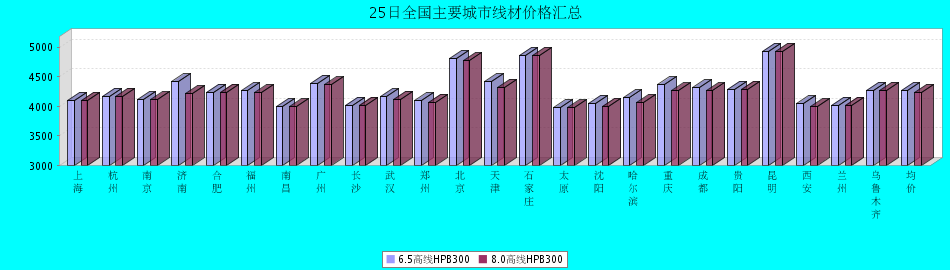 25日全国主要城市线材价格汇总
5000
4500
4000
3500
3000
上海
杭州
南京
济南
合肥
福州
南昌
广州
长沙
武汉
郑州
北京
天津
石家庄
太原
沈阳
哈尔滨
重庆
成都
贵阳
昆明
西安
兰州
乌鲁木齐
均价
6.5高线HPB300
8.0高线HPB300